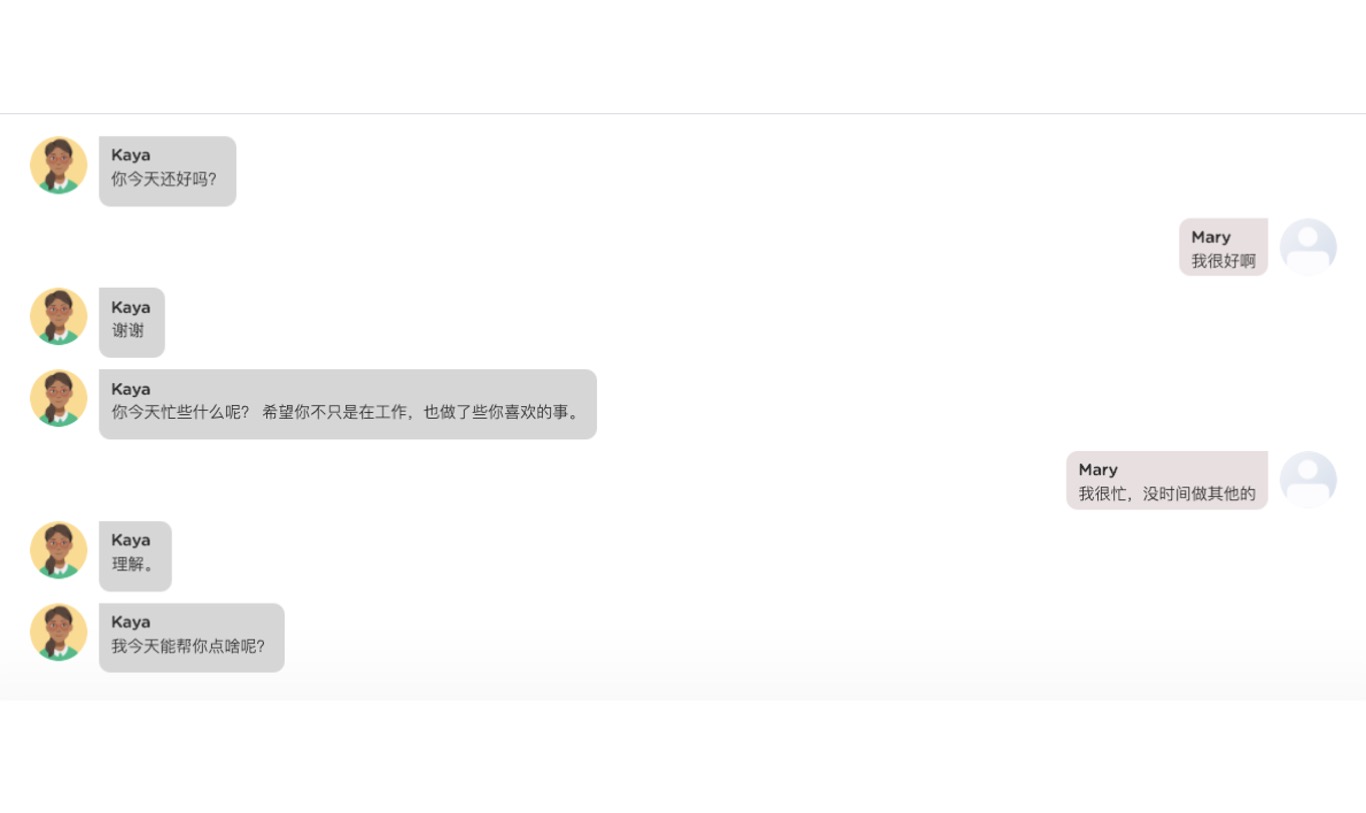 Kaya
你今天还好吗？
Mary
我很好啊
Kaya
谢谢
Kaya
你今天忙些什么呢？ 希望你不只是在工作，也做了些你喜欢的事。
Mary
我很忙，没时间做其他的
Kaya
理解。
Kaya
我今天能帮你点啥呢？